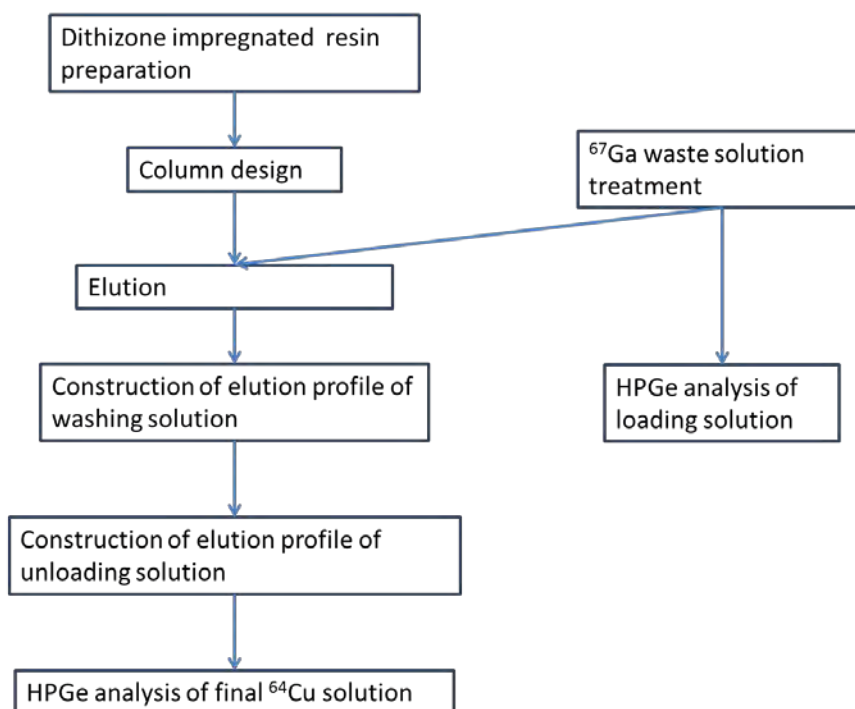 Dithizone impregnated resin
preparation
Column design
⁶⁷Ga waste solution
treatment
Elution
Construction of elution profile of
washing solution
HPGe analysis of
loading solution
Construction of elution profile of
unloading solution
HPGe analysis of final ⁶⁴Cu solution